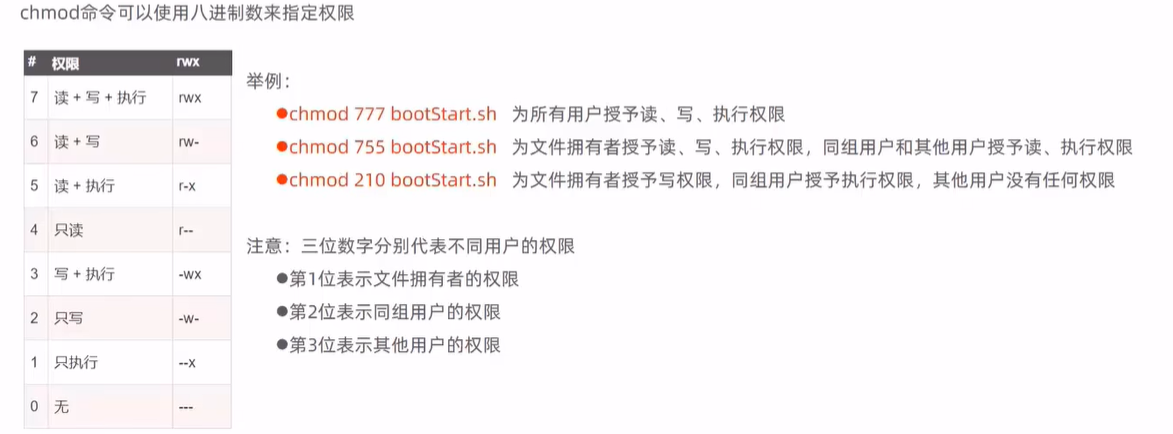 chmod命令可以使用八进制数来指定权限
# 权限 rwx
7 读 + 写 + 执行 rwx
6 读 + 写 rw-
5 读 + 执行 r-x
4 只读 r--
3 写 + 执行 -wx
2 只写 -w-
1 只执行 --x
0 无 ---
举例：
●chmod 777 bootStart.sh 为所有用户授予读、写、执行权限
●chmod 755 bootStart.sh 为文件拥有者授予读、写、执行权限，同组用户和其他用户授予读、执行权限
●chmod 210 bootStart.sh 为文件拥有者授予写权限，同组用户授予执行权限，其他用户没有任何权限
注意：三位数字分别代表不同用户的权限
●第1位表示文件拥有者的权限
●第2位表示同组用户的权限
●第3位表示其他用户的权限